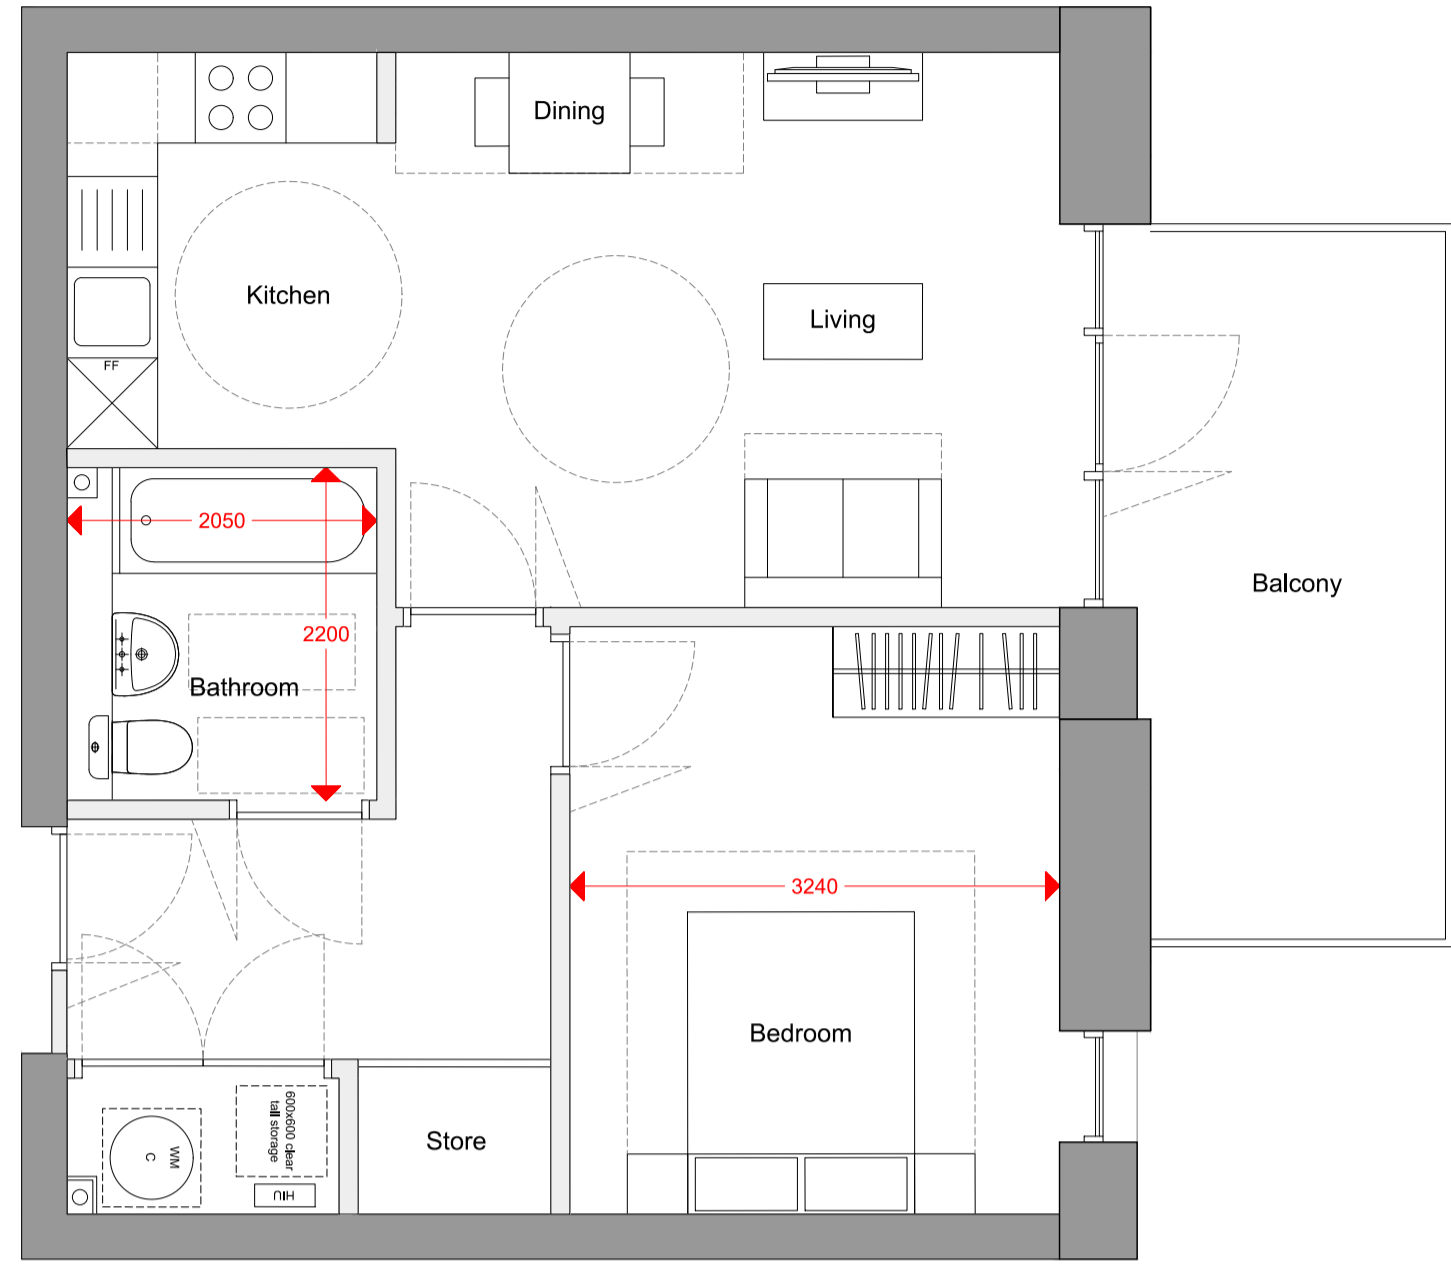 Dining
Kitchen
Living
FF
2050
2200
Bathroom
Balcony
3240
Bedroom
Store
600x600 clear
tall storage
WM
C
HIU